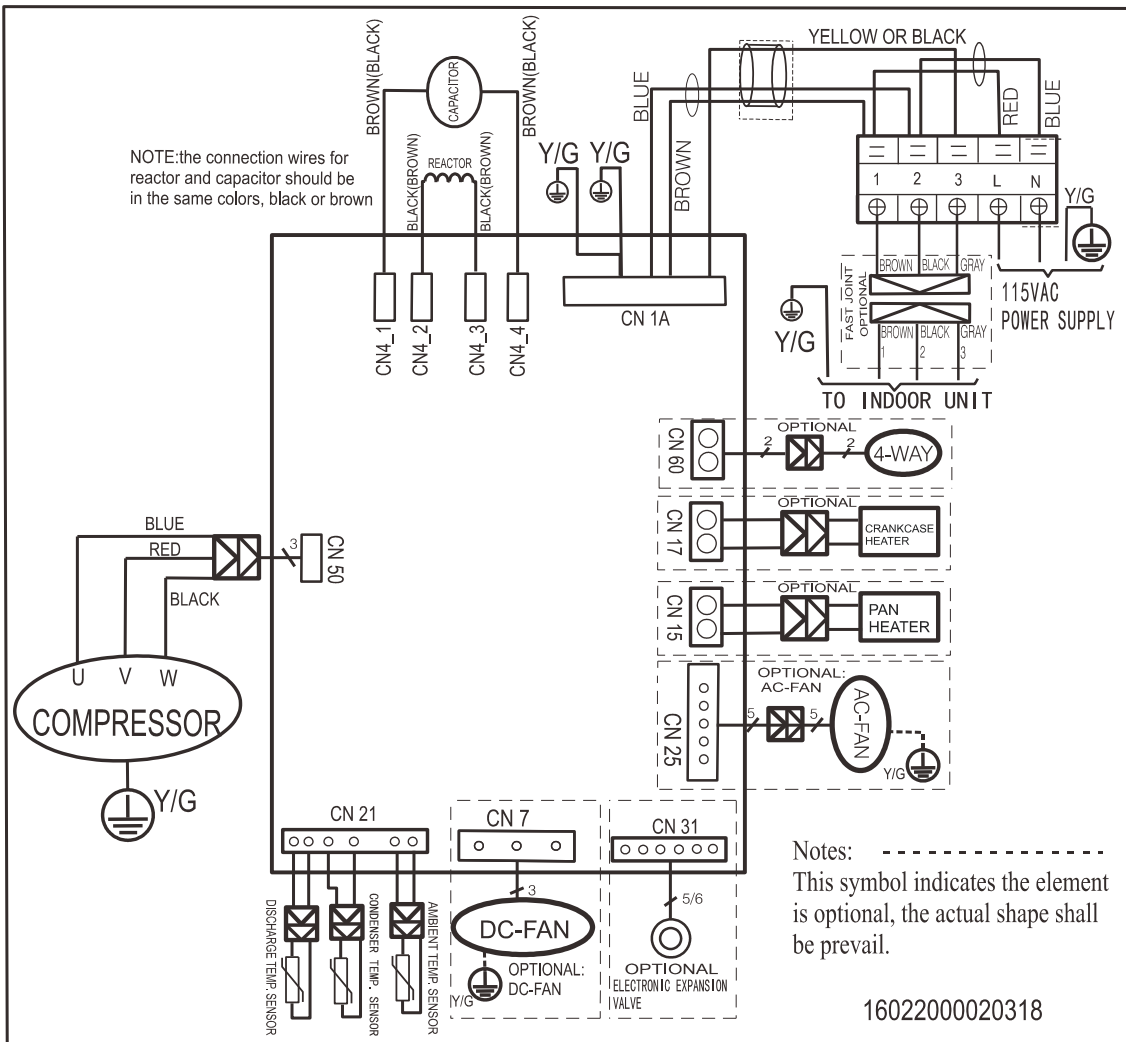 BROWN(BLACK)
CAPACITOR
BROWN(BLACK)
BLACK(BROWN)
REACTOR
BLACK(BROWN)
NOTE:the connection wires for
reactor and capacitor should be
in the same colors, black or brown
Y/G
Y/G
BLUE
BROWN
YELLOW OR BLACK
RED
BLUE
1
2
3
L
N
Y/G
BROWN
BLACK
GRAY
FAST JOINT
OPTIONAL
BROWN
BLACK
GRAY
1
2
3
115VAC
POWER SUPPLY
Y/G
TO INDOOR UNIT
CN4_1
CN4_2
CN4_3
CN4_4
CN 1A
CN 60
2
OPTIONAL
2
4-WAY
CN 17
OPTIONAL
CRANKCASE
HEATER
CN 15
OPTIONAL
PAN
HEATER
CN 25
OPTIONAL:
AC-FAN
5
5
AC-FAN
Y/G
BLUE
RED
BLACK
3
CN 50
U
V
W
COMPRESSOR
Y/G
CN 21
DISCHARGE TEMP. SENSOR
CONDENSER TEMP. SENSOR
AMBIENT TEMP. SENSOR
CN 7
3
DC-FAN
Y/G
OPTIONAL:
DC-FAN
CN 31
5/6
OPTIONAL
ELECTRONIC EXPANSION
VALVE
Notes:
This symbol indicates the element
is optional, the actual shape shall
be prevail.
16022000020318